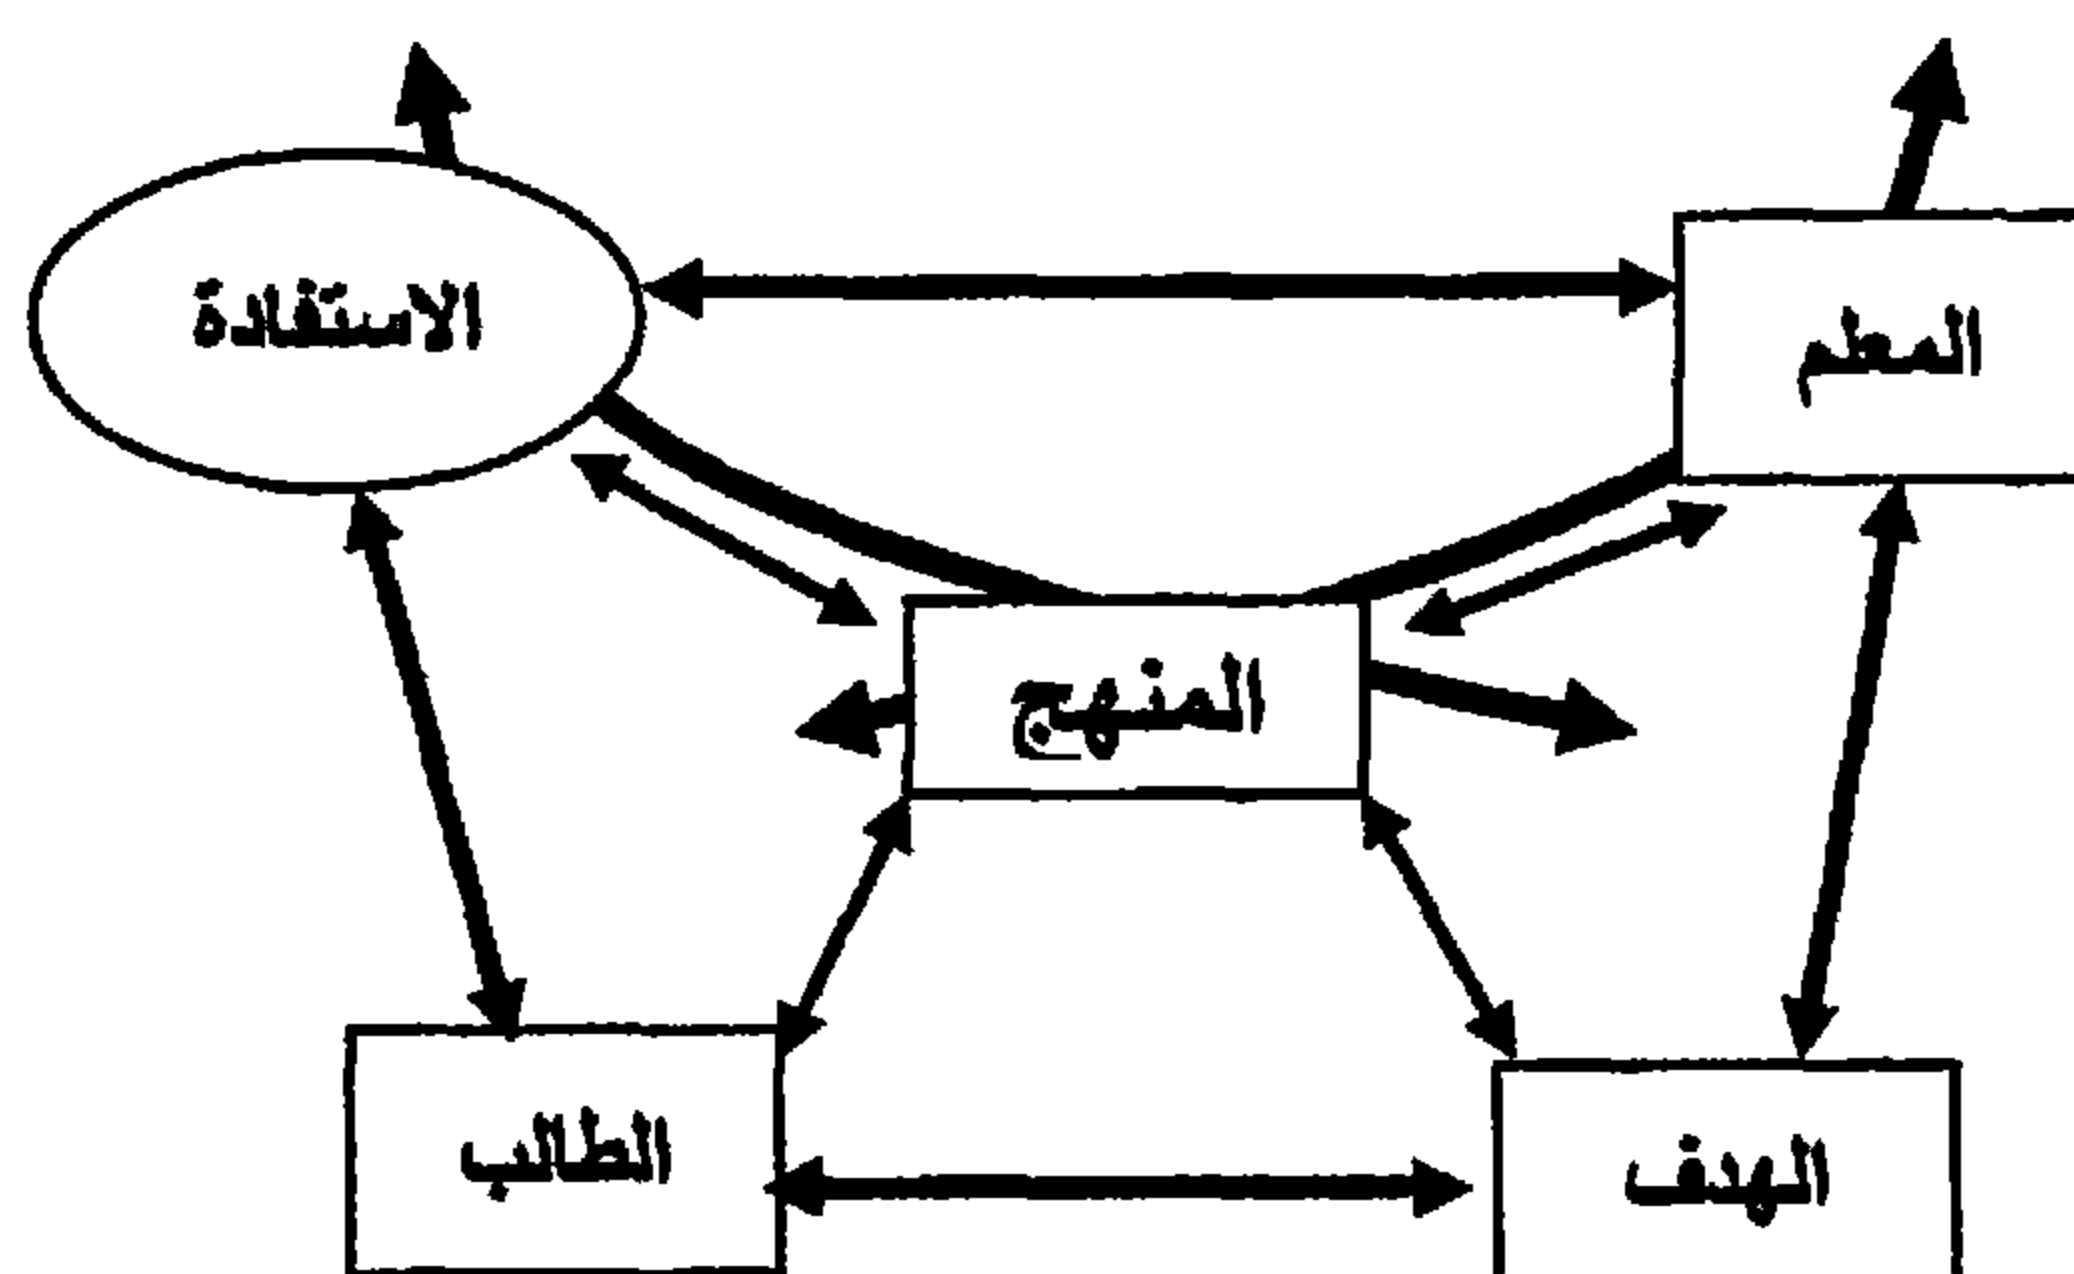 المعلم
الاستفادة
المنهج
الهدف
الطالب